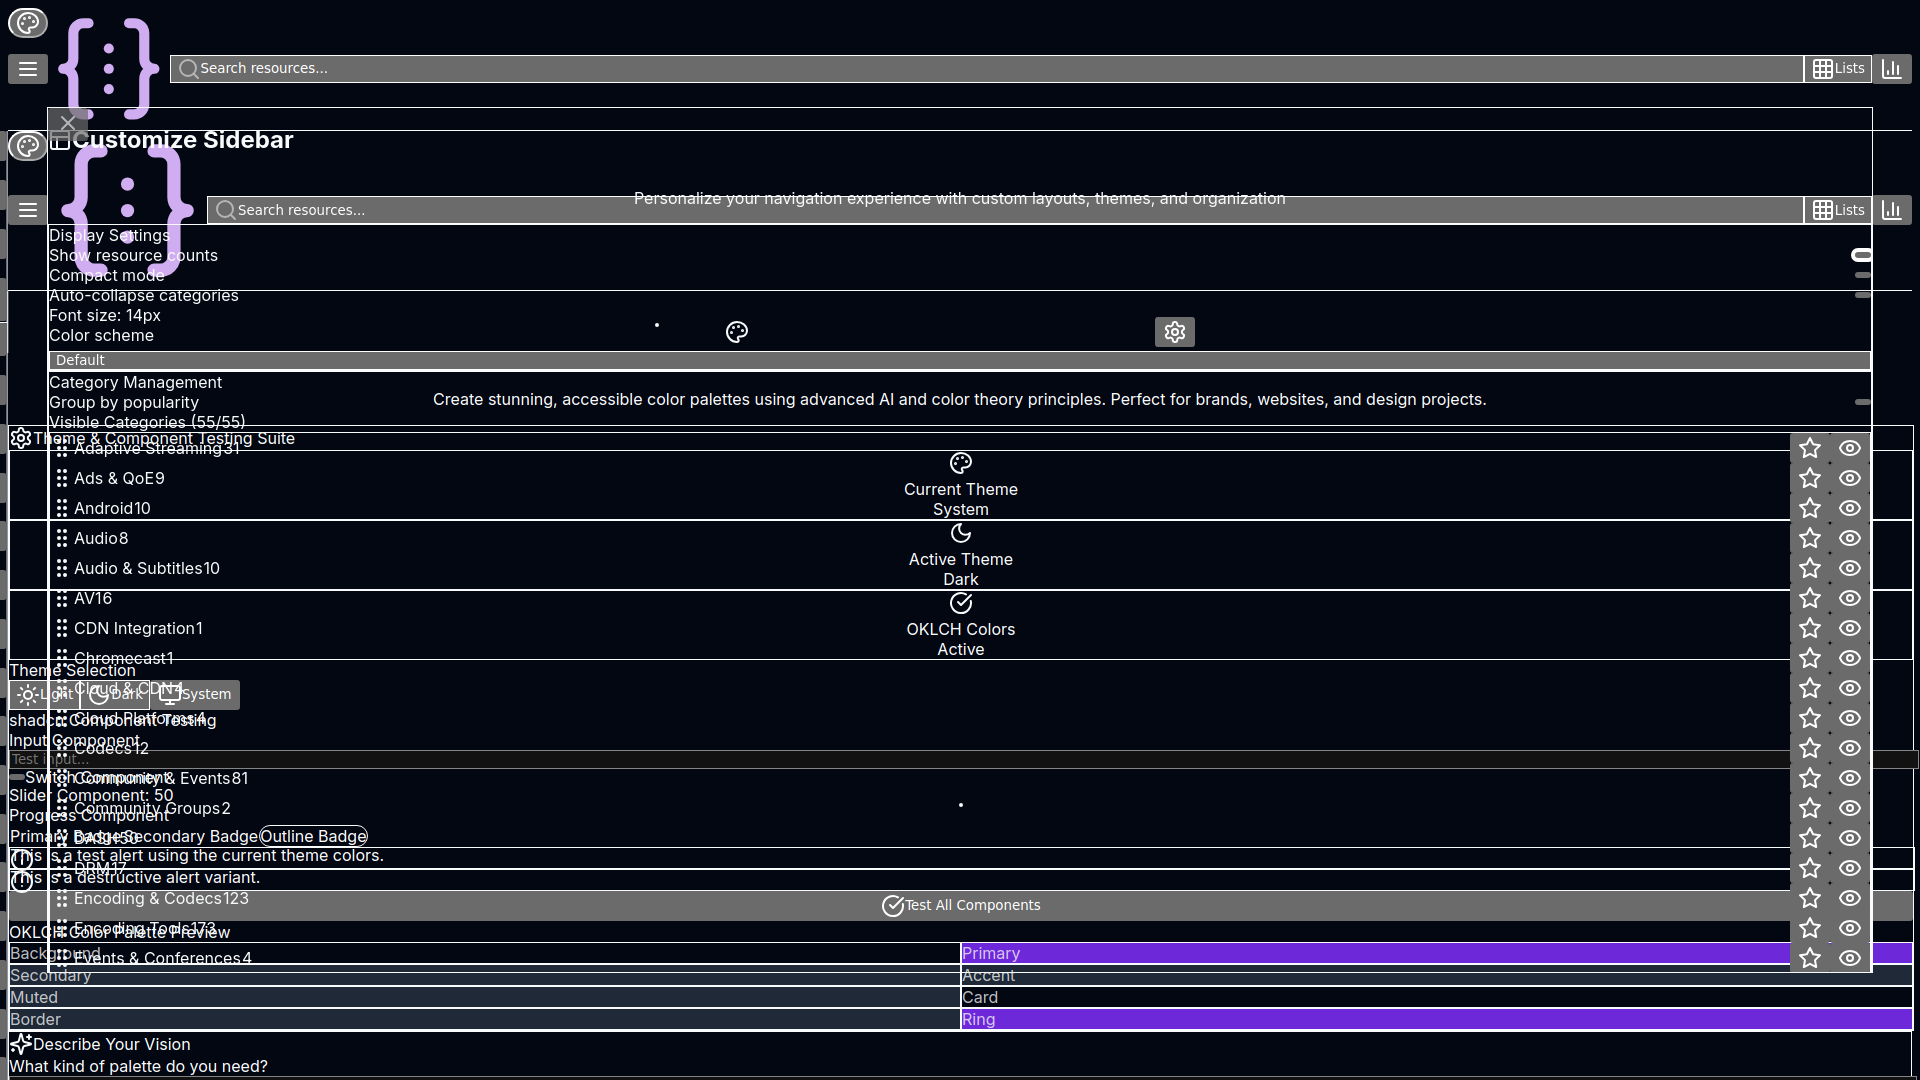 Search resources...
Lists
Customize Sidebar
Personalize your navigation experience with custom layouts, themes, and organization
Search resources...
Lists
Display Settings
Show resource counts
Compact mode
Auto-collapse categories
Font size: 14px
Color scheme
Default
Category Management
Create stunning, accessible color palettes using advanced AI and color theory principles. Perfect for brands, websites, and design projects.
Group by popularity
Visible Categories (55/55)
Theme & Component Testing Suite
Adaptive Streaming31
Ads & QoE9
Current Theme
System
Android10
Audio8
Active Theme
Dark
Audio & Subtitles10
AV16
CDN Integration1
OKLCH Colors
Active
Chromecast1
Theme Selection
Light
Dark
System
Cloud & CDN4
Cloud Platforms4
shadcn Component Testing
Input Component
Codecs12
Test input...
Switch Component
Community & Events81
Slider Component: 50
Community Groups2
Progress Component
Primary Badge
Secondary Badge
Outline Badge
DASH50
This is a test alert using the current theme colors.
DRM17
This is a destructive alert variant.
Encoding & Codecs123
Test All Components
Encoding Tools173
OKLCH Color Palette Preview
Background
Primary
Events & Conferences4
Secondary
Accent
Muted
Card
Border
Ring
Describe Your Vision
What kind of palette do you need?